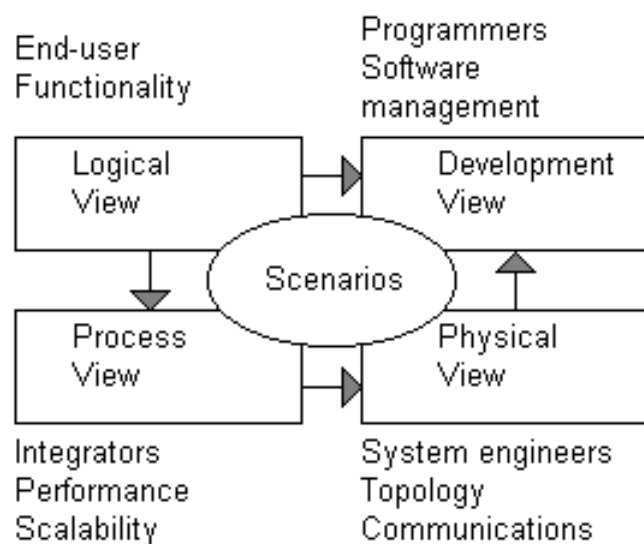 End-user
Functionality
Programmers
Software
management
Logical
View
Development
View
Scenarios
Process
View
Physical
View
Integrators
Performance
Scalability
System engineers
Topology
Communications